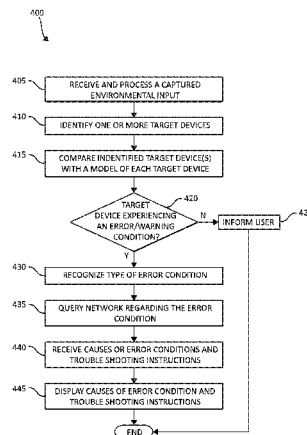 400
405
RECEIVE AND PROCESS A CAPTURED
ENVIRONMENTAL INPUT
410
IDENTIFY ONE OR MORE TARGET DEVICES
415
COMPARE INDENTIFIED TARGET DEVICE(S)
WITH A MODEL OF EACH TARGET DEVICE
420
TARGET
DEVICE EXPERIENCING
AN ERROR/WARNING
CONDITION?
N
42
INFORM USER
Y
430
RECOGNIZE TYPE OF ERROR CONDITION
435
QUERY NETWORK REGARDING THE ERROR
CONDITION
440
RECEIVE CAUSES OR ERROR CONDITIONS AND
TROUBLE SHOOTING INSTRUCTIONS
445
DISPLAY CAUSES OF ERROR CONDITION AND
TROUBLE SHOOTING INSTRUCTIONS
END